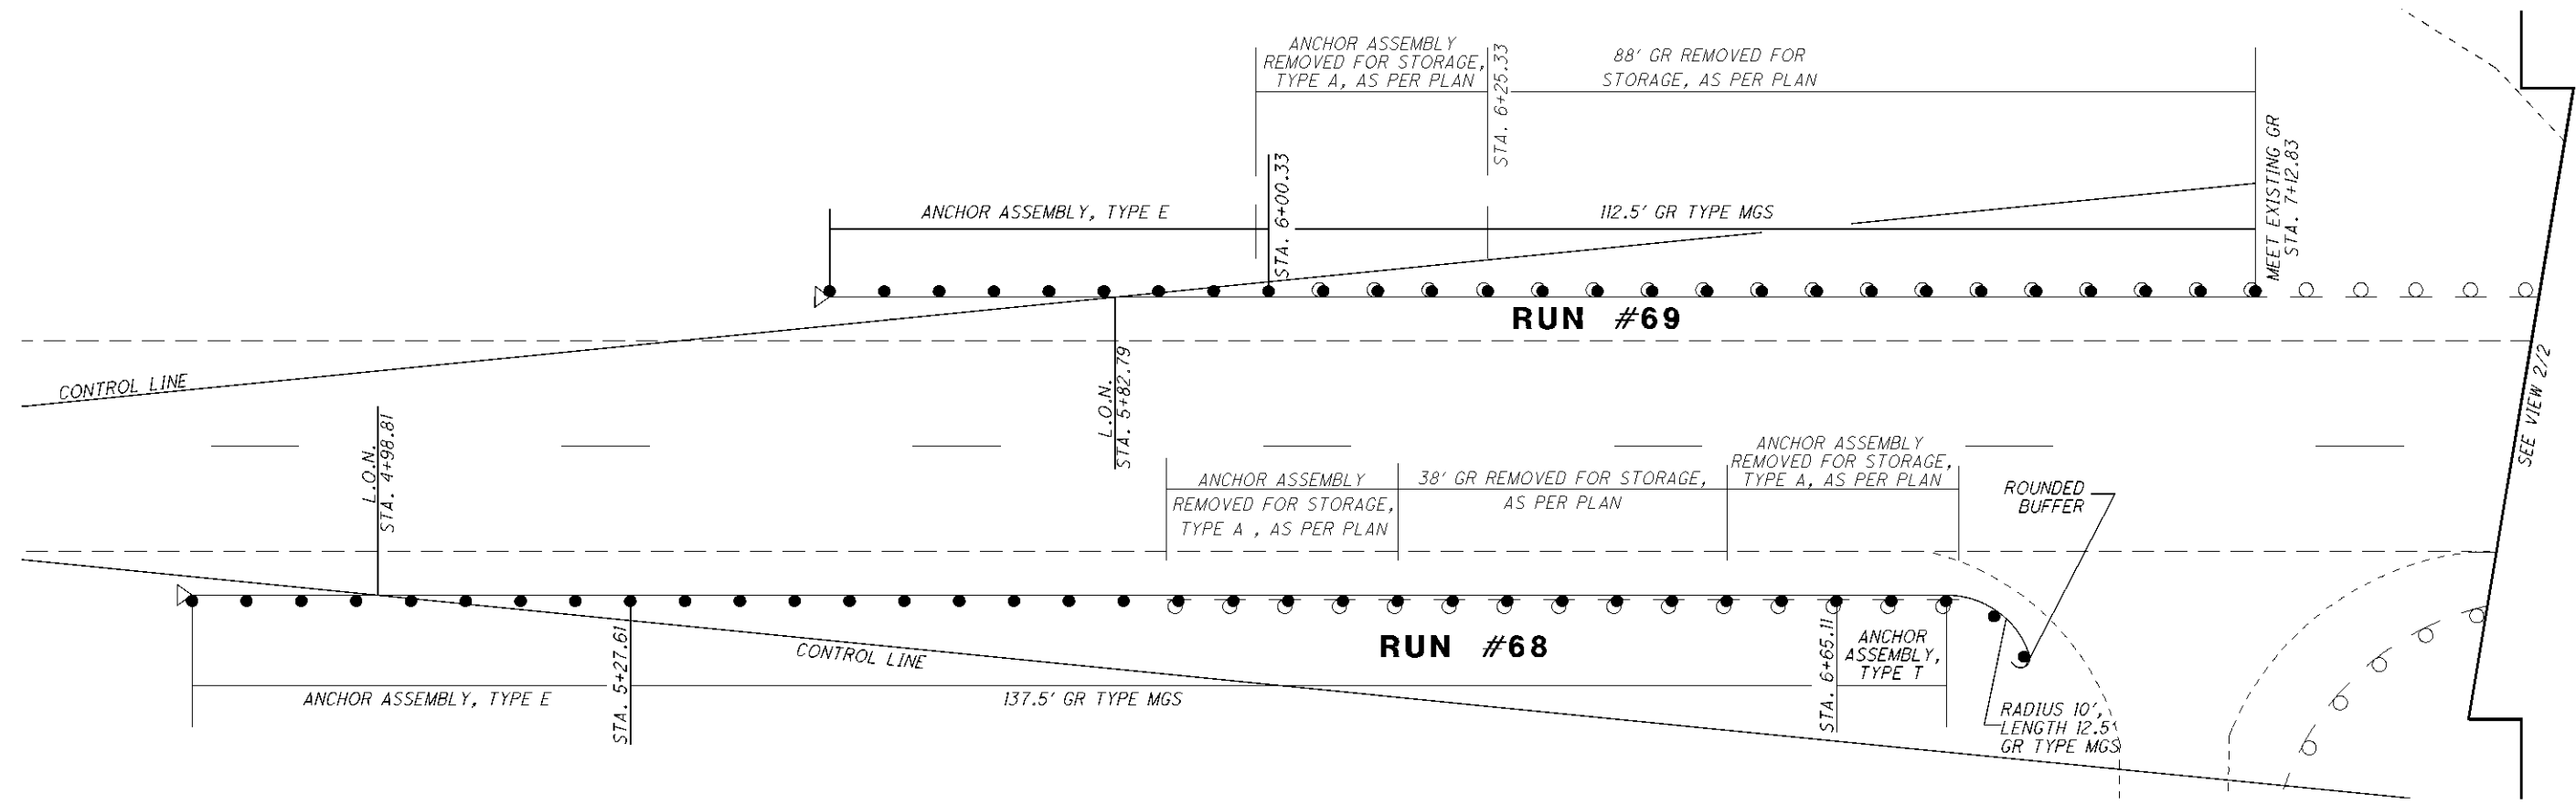 ANCHOR ASSEMBLY
REMOVED FOR STORAGE,
TYPE A, AS PER PLAN
STA. 6+25.33
88' GR REMOVED FOR
STORAGE, AS PER PLAN
MEET EXISTING GR
STA. 7+12.83
ANCHOR ASSEMBLY, TYPE E
STA. 6+00.33
112.5' GR TYPE MGS
RUN #69
CONTROL LINE
L.O.N.
STA. 5+82.79
L.O.N.
STA. 4+98.81
SEE VIEW 2/2
ANCHOR ASSEMBLY
REMOVED FOR STORAGE,
TYPE A , AS PER PLAN
38' GR REMOVED FOR STORAGE,
AS PER PLAN
ANCHOR ASSEMBLY
REMOVED FOR STORAGE,
TYPE A, AS PER PLAN
ROUNDED
BUFFER
RUN #68
CONTROL LINE
ANCHOR ASSEMBLY, TYPE E
STA. 5+27.61
137.5' GR TYPE MGS
STA. 6+65.11
ANCHOR
ASSEMBLY,
TYPE T
RADIUS 10',
LENGTH 12.5'
GR TYPE MGS